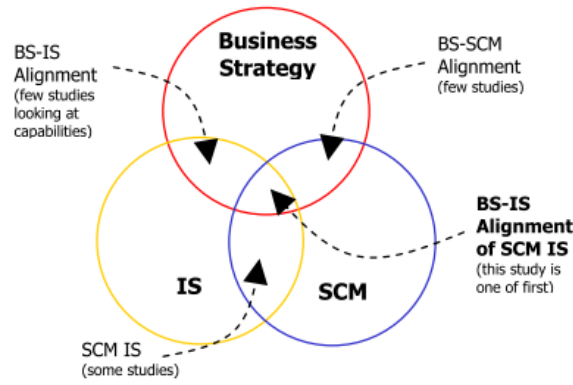 Business
Strategy
BS-IS
Alignment
(few studies
looking at
capabilities)
BS-SCM
Alignment
(few studies)
BS-IS
Alignment
of SCM IS
(this study is
one of first)
IS
SCM
SCM IS
(some studies)